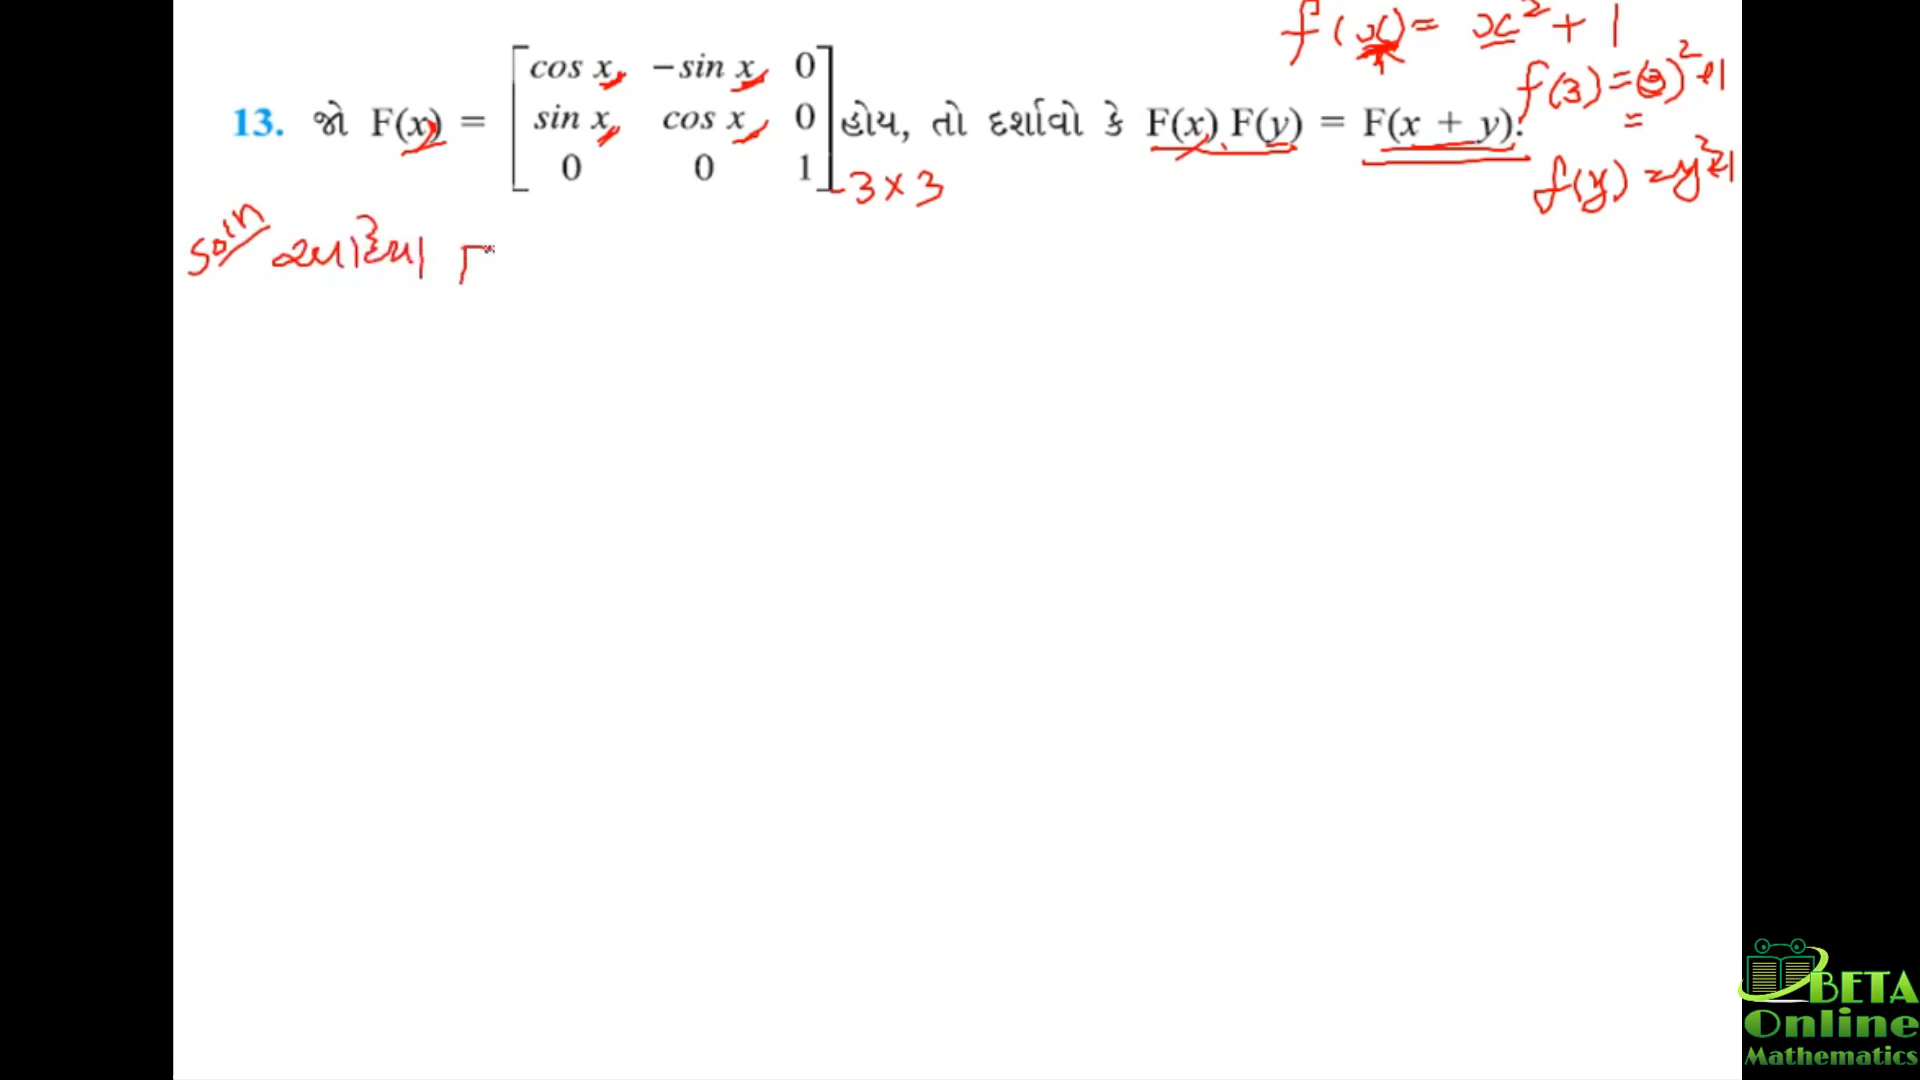 f(x) = x² + 1
f(3) = (3)² + 1
=
f(y) = y² + 1
13. જો F(x) = [cos x, −sin x, 0; sin x, cos x, 0; 0 0 1] હોય, તો દર્શાવો કે F(x) F(y) = F(x + y).
3 × 3
Soln
BETA
Online
Mathematics